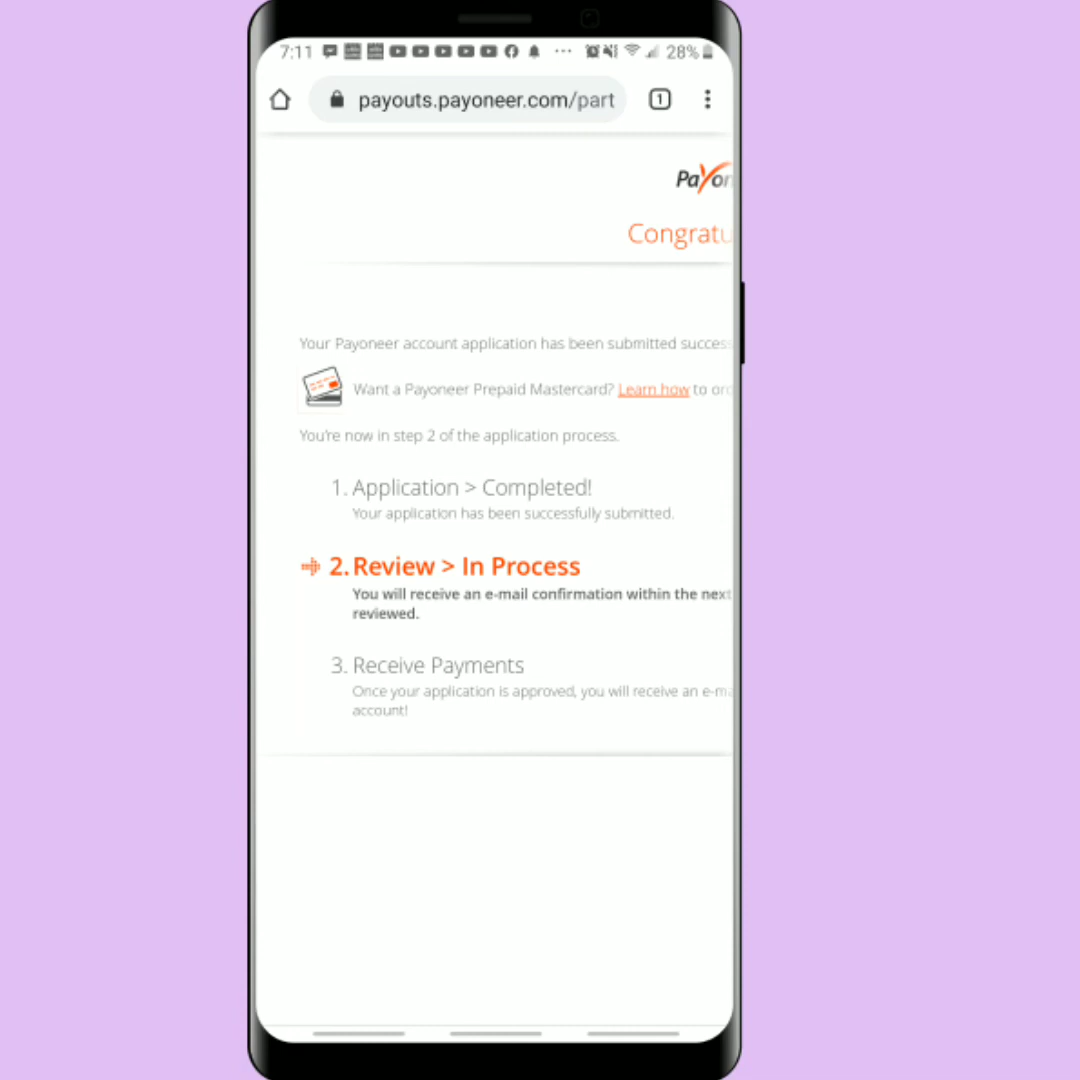 7:11 28%
payouts.payoneer.com/part 1
Payon
Congratu
Your Payoneer account application has been submitted succes
Want a Payoneer Prepaid Mastercard? Learn how to ord
You're now in step 2 of the application process.
1. Application > Completed!
Your application has been successfully submitted.
2. Review > In Process
You will receive an e-mail confirmation within the next
reviewed.
3. Receive Payments
Once your application is approved, you will receive an e-ma
account!